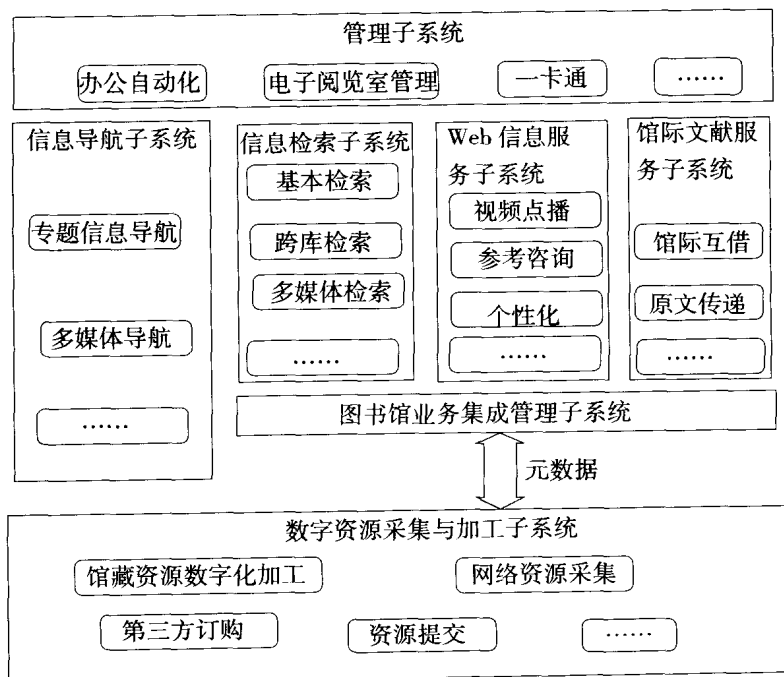 管理子系统
办公自动化
电子阅览室管理
一卡通
……
信息导航子系统
专题信息导航
多媒体导航
……
信息检索子系统
基本检索
跨库检索
多媒体检索
……
Web 信息服
务子系统
视频点播
参考咨询
个性化
……
馆际文献服
务子系统
馆际互借
原文传递
……
图书馆业务集成管理子系统
元数据
数字资源采集与加工子系统
馆藏资源数字化加工
网络资源采集
第三方订购
资源提交
……